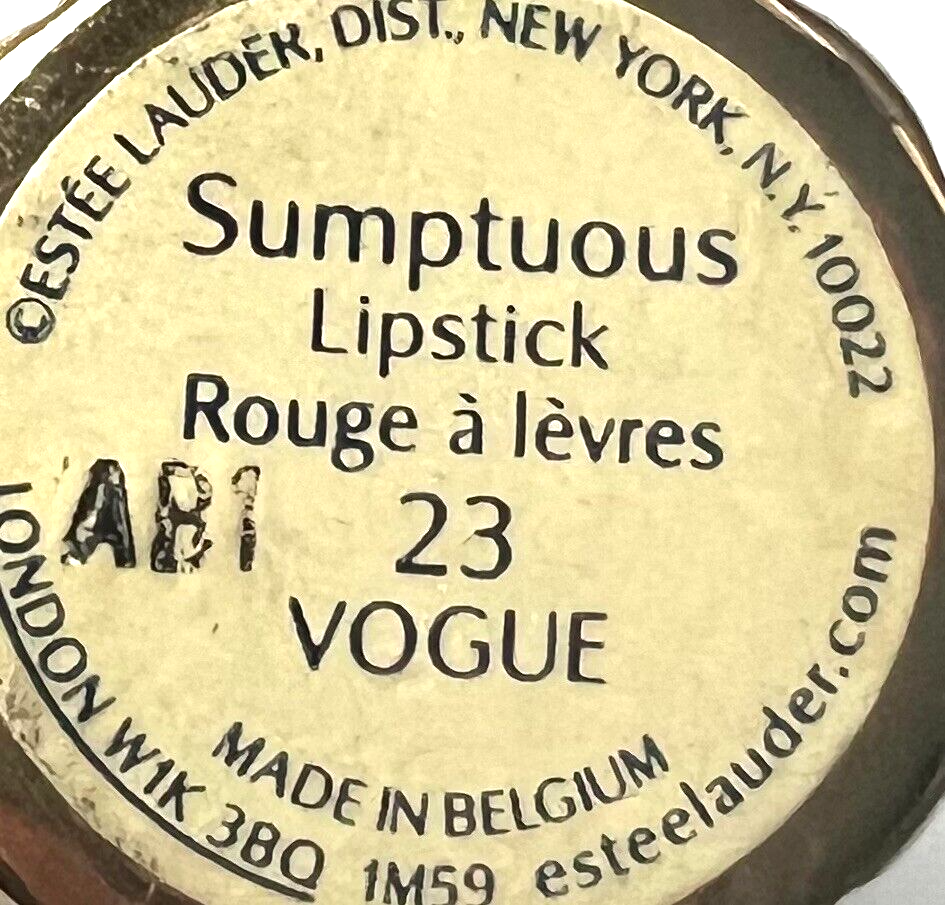 ©ESTÉE LAUDER, DIST., NEW YORK, N.Y. 10022
Sumptuous
Lipstick
Rouge à lèvres
AB1
23
VOGUE
MADE IN BELGIUM
LONDON W1K 3BQ 1M59 esteelauder.com